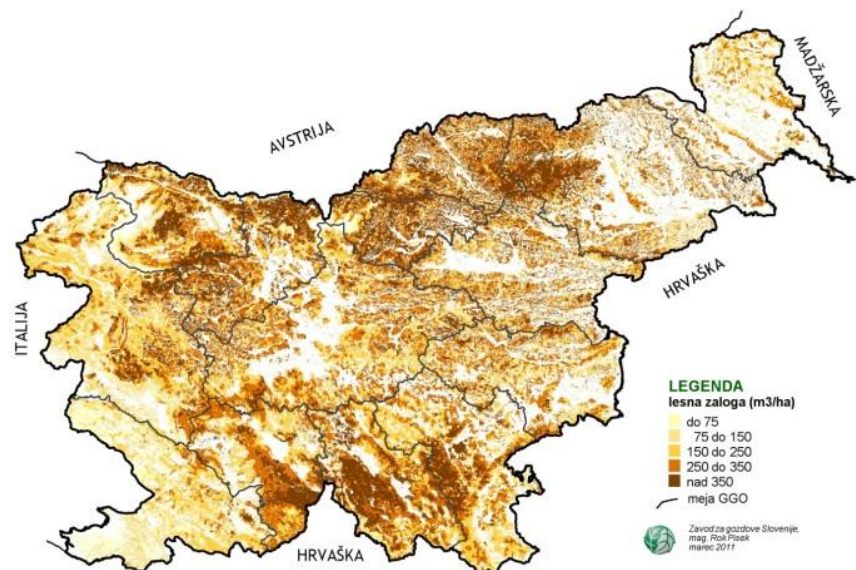 MADŽARSKA
AVSTRIJA
HRVAŠKA
ITALIJA
LEGENDA
lesna zaloga (m3/ha)
do 75
75 do 150
150 do 250
250 do 350
nad 350
meja GGO
Zavod za gozdove Slovenije,
mag. Rok Pisek
marec 2011
HRVAŠKA